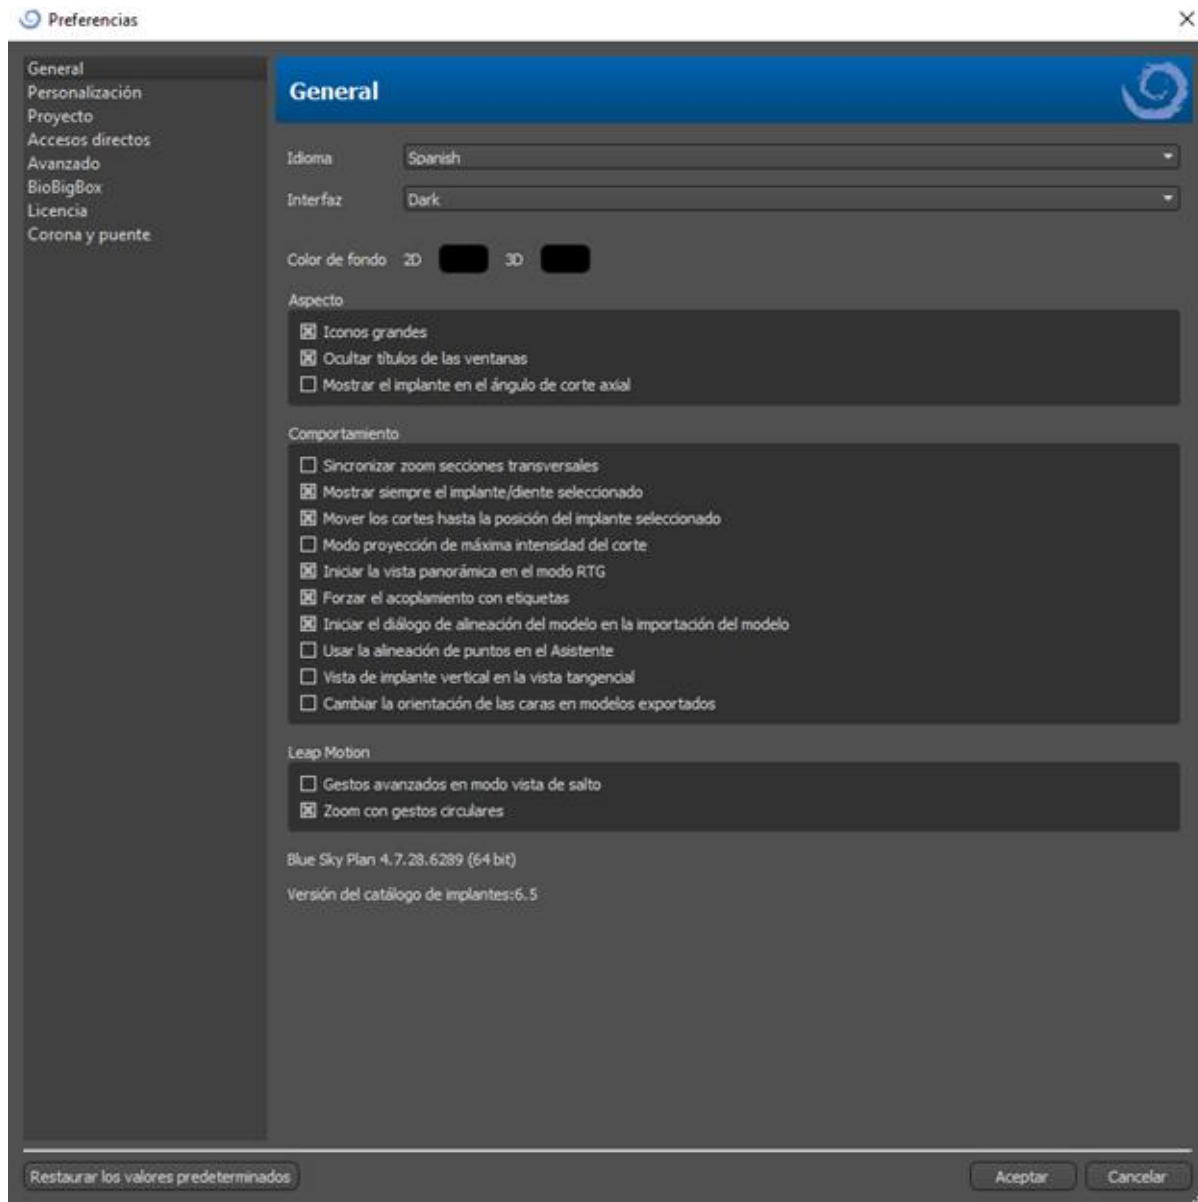 Preferencias
General
Personalización
Proyecto
Accesos directos
Avanzado
BioBigBox
Licencia
Corona y puente
General
Idioma Spanish
Interfaz Dark
Color de fondo 2D 3D
Aspecto
Iconos grandes
Ocultar títulos de las ventanas
Mostrar el implante en el ángulo de corte axial
Comportamiento
Sincronizar zoom secciones transversales
Mostrar siempre el implante/diente seleccionado
Mover los cortes hasta la posición del implante seleccionado
Modo proyección de máxima intensidad del corte
Iniciar la vista panorámica en el modo RTG
Forzar el acoplamiento con etiquetas
Iniciar el diálogo de alineación del modelo en la importación del modelo
Usar la alineación de puntos en el Asistente
Vista de implante vertical en la vista tangencial
Cambiar la orientación de las caras en modelos exportados
Leap Motion
Gestos avanzados en modo vista de salto
Zoom con gestos circulares
Blue Sky Plan 4.7.28.6289 (64 bit)
Versión del catálogo de implantes:6.5
Restaurar los valores predeterminados Aceptar Cancelar